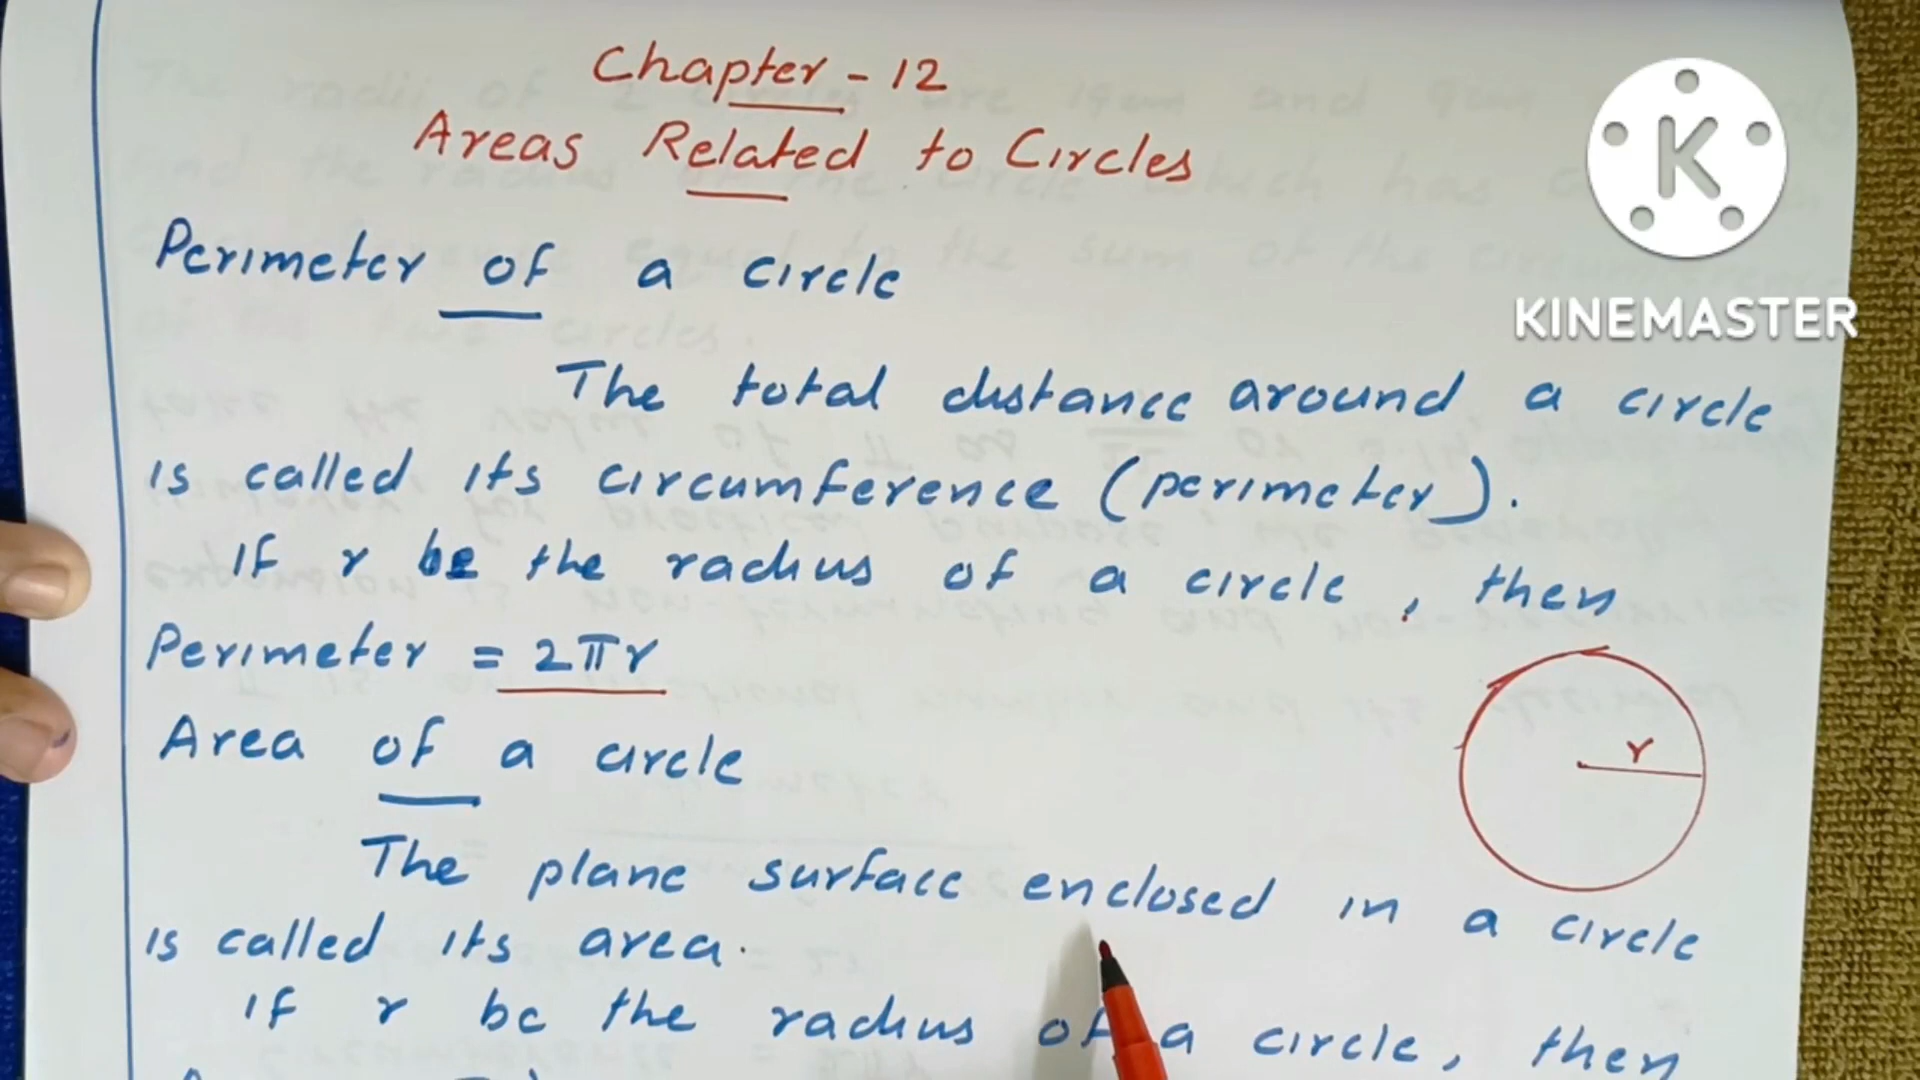 Chapter - 12
Areas Related to Circles
K
KINEMASTER
Perimeter of a circle
The total distance around a circle
is called its circumference (perimeter).
If r be the radius of a circle, then
Perimeter = 2πr
r
Area of a circle
The plane surface enclosed in a circle
is called its area.
If r be the radius of a circle, then